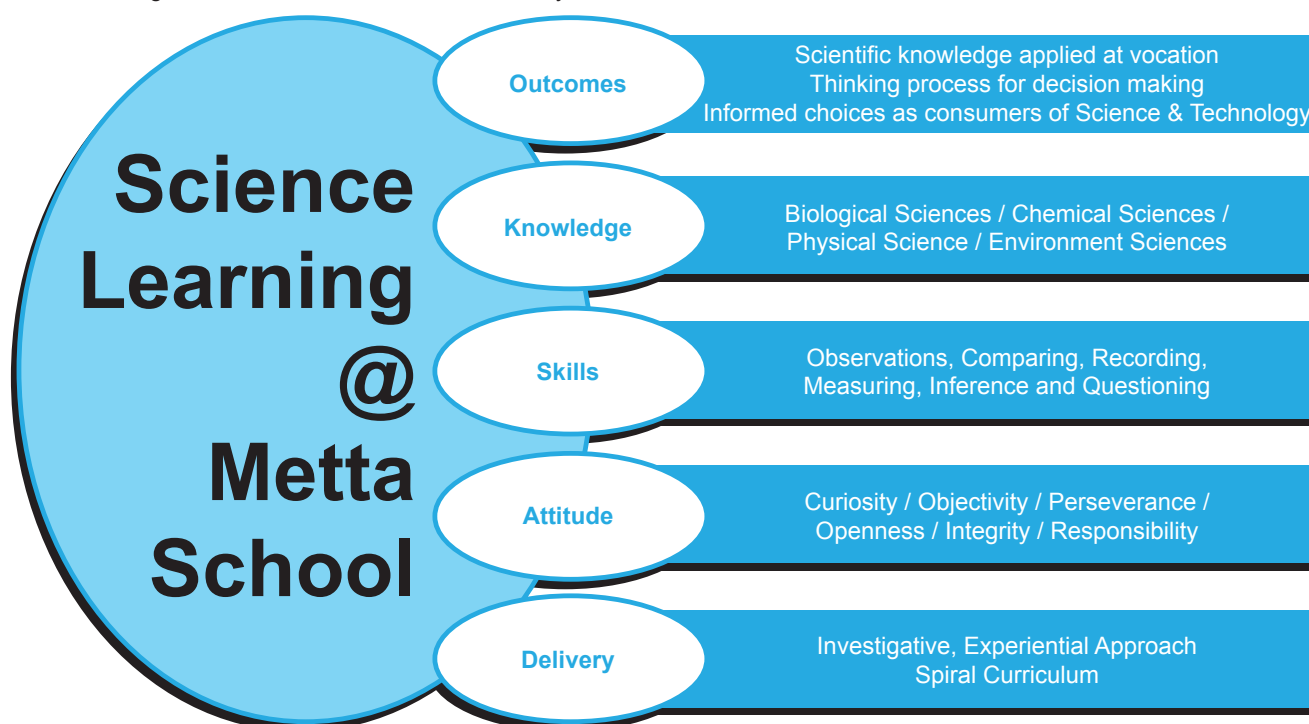 Science
Learning
@
Metta
School
Outcomes
Scientific knowledge applied at vocation
Thinking process for decision making
Informed choices as consumers of Science & Technology
Knowledge
Biological Sciences / Chemical Sciences /
Physical Science / Environment Sciences
Skills
Observations, Comparing, Recording,
Measuring, Inference and Questioning
Attitude
Curiosity / Objectivity / Perseverance /
Openness / Integrity / Responsibility
Delivery
Investigative, Experiential Approach
Spiral Curriculum